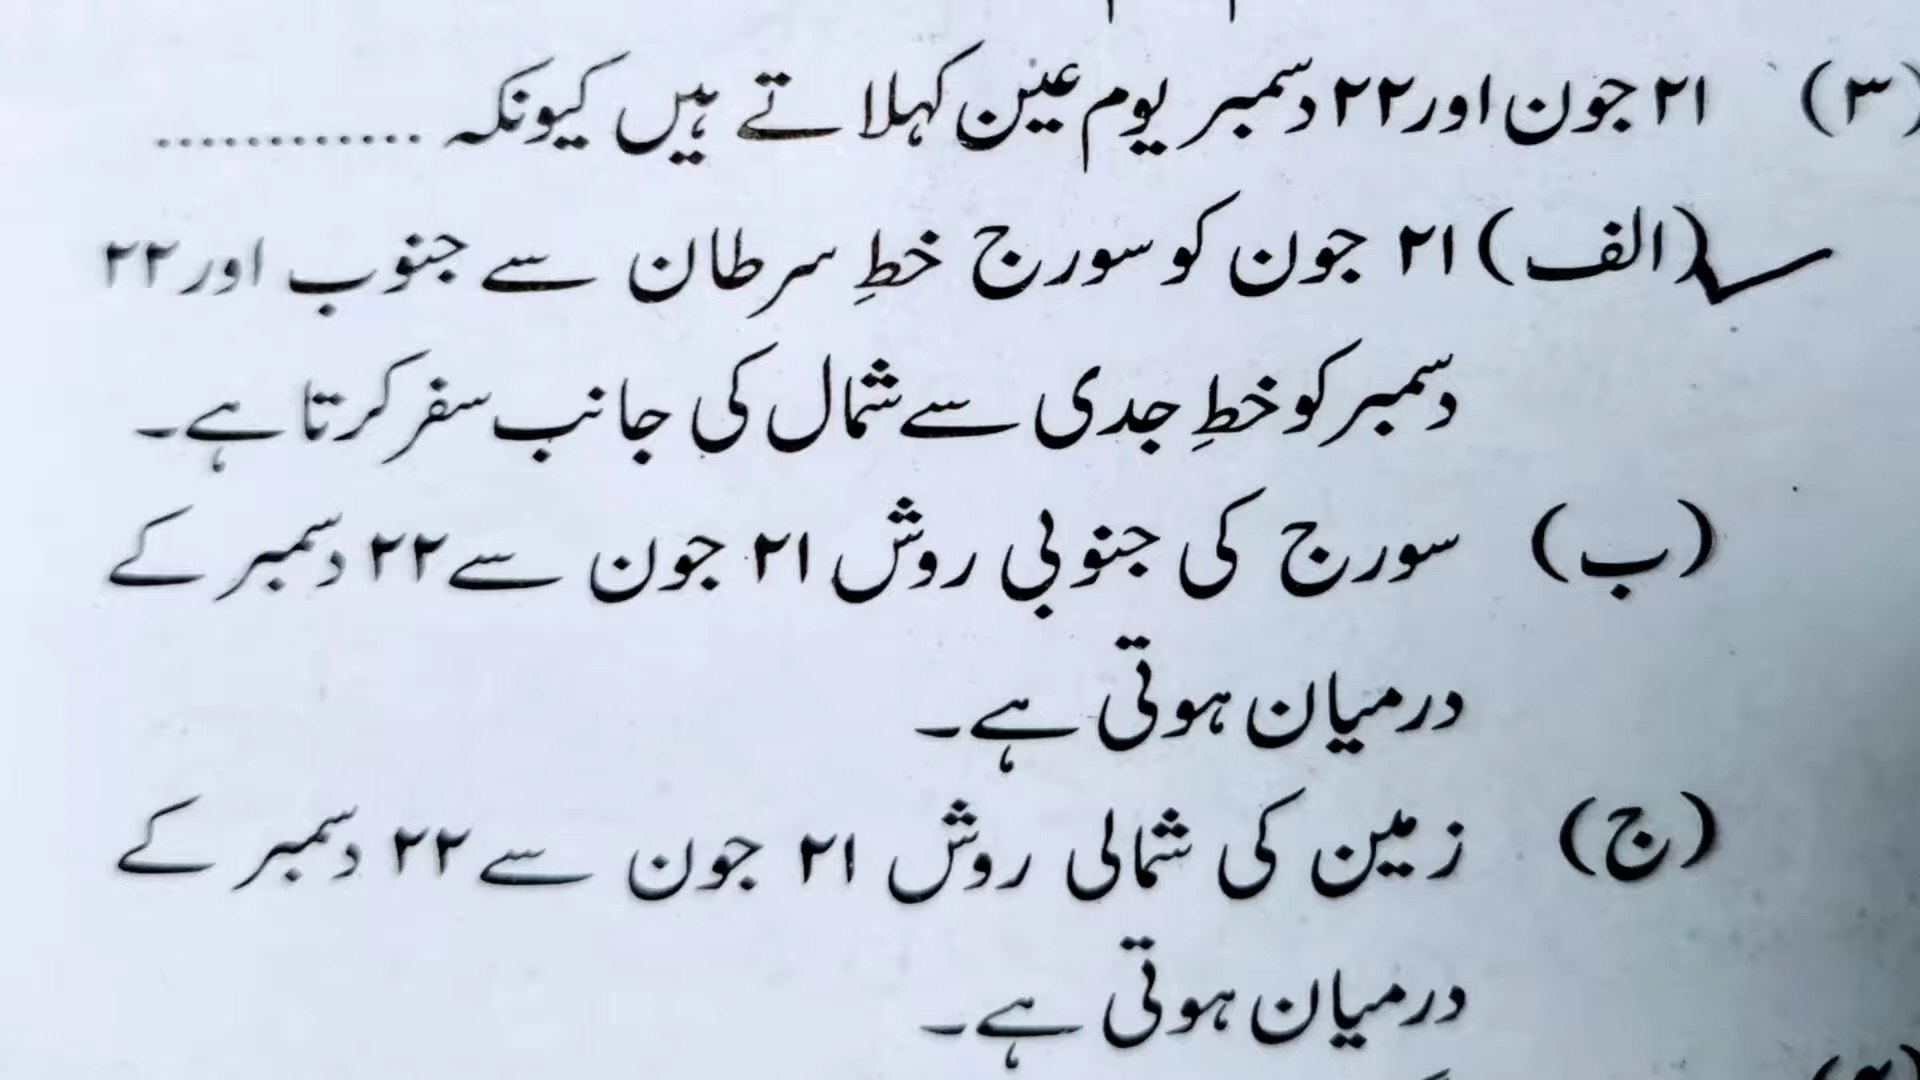 (۳) ۲۱ جون اور ۲۲ دسمبر یوم عین کہلاتے ہیں کیونکہ ............
(الف) ۲۱ جون کو سورج خطِ سرطان سے جنوب اور ۲۲
دسمبر کو خطِ جدی سے شمال کی جانب سفر کرتا ہے۔
(ب) سورج کی جنوبی روش ۲۱ جون سے ۲۲ دسمبر کے
درمیان ہوتی ہے۔
(ج) زمین کی شمالی روش ۲۱ جون سے ۲۲ دسمبر کے
درمیان ہوتی ہے۔